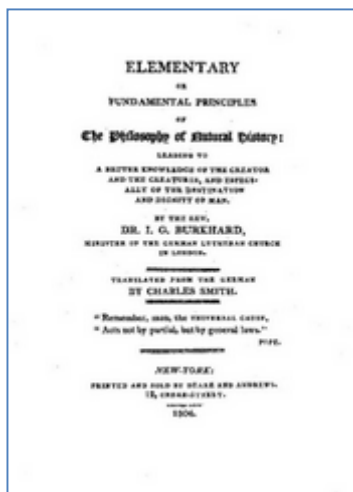 ELEMENTARY
OR
FUNDAMENTAL PRINCIPLES
OF
The Philosophy of Natural History:
LEADING TO
A BETTER KNOWLEDGE OF THE CREATOR
AND THE CREATURES, AND ESPECI-
ALLY OF THE DESTINATION
AND DIGNITY OF MAN.
BY THE REV.
DR. I. G. BURKHARD,
MINISTER OF THE GERMAN LUTHERAN CHURCH
IN LONDON.
TRANSLATED FROM THE GERMAN
BY CHARLES SMITH.
"Remember, man, the UNIVERSAL CAUSE,
"Acts not by partial, but by general laws."
POPE.
NEW-YORK:
PRINTED AND SOLD BY DEARE AND ANDREWS.
1806.